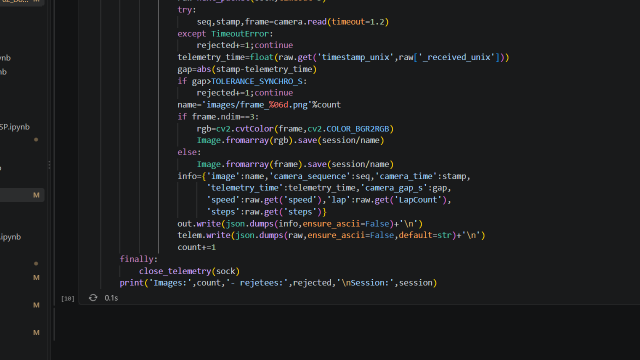 try:
seq,stamp,frame=camera.read(timeout=1.2)
except TimeoutError:
rejected+=1;continue
telemetry_time=float(raw.get('timestamp_unix',raw['_received_unix']))
gap=abs(stamp-telemetry_time)
if gap>TOLERANCE_SYNCHRO_S:
rejected+=1;continue
name='images/frame_%06d.png'%count
if frame.ndim==3:
rgb=cv2.cvtColor(frame,cv2.COLOR_BGR2RGB)
Image.fromarray(rgb).save(session/name)
else:
Image.fromarray(frame).save(session/name)
info={'image':name,'camera_sequence':seq,'camera_time':stamp,
'telemetry_time':telemetry_time,'camera_gap_s':gap,
'speed':raw.get('speed'),'lap':raw.get('LapCount'),
'steps':raw.get('steps')}
out.write(json.dumps(info,ensure_ascii=False)+'\n')
telem.write(json.dumps(raw,ensure_ascii=False,default=str)+'\n')
count+=1
finally:
close_telemetry(sock)
print('Images:',count,'- rejetees:',rejected,'\nSession:',session)
[10] 0.1s
ynb
nb
SP.ipynb
M
.ipynb
M
M
M